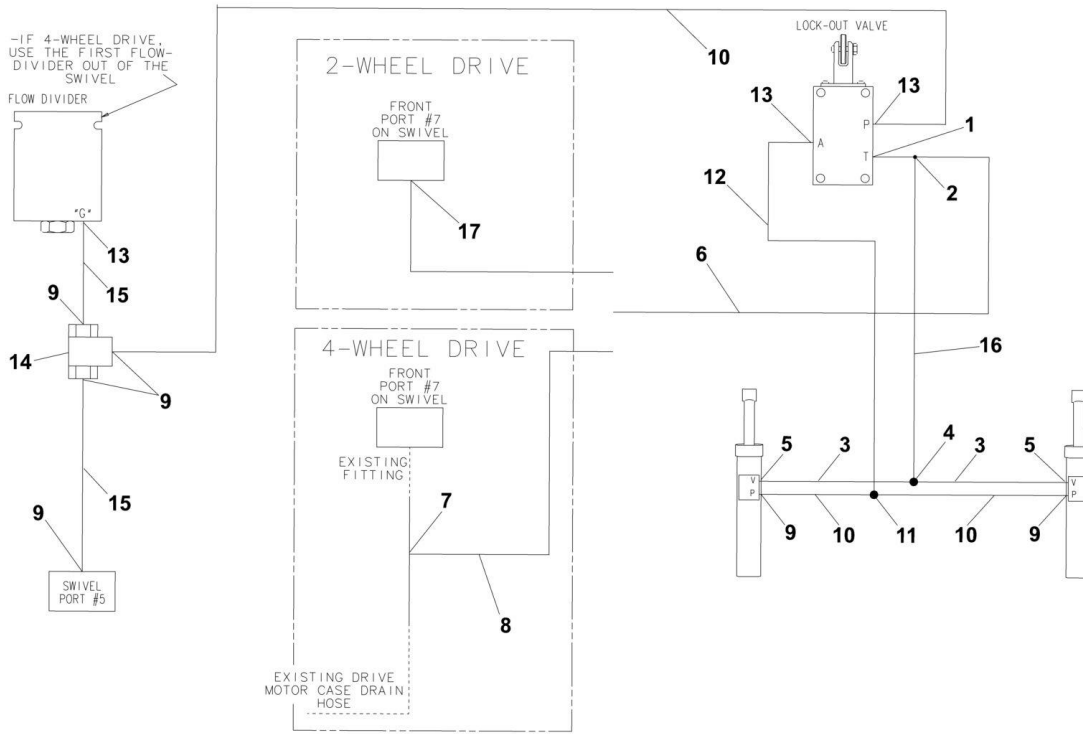 -IF 4-WHEEL DRIVE,
USE THE FIRST FLOW-
DIVIDER OUT OF THE
SWIVEL
FLOW DIVIDER
"G"
13
15
9
14
9
15
9
SWIVEL
PORT #5
2-WHEEL DRIVE
FRONT
PORT #7
ON SWIVEL
17
4-WHEEL DRIVE
FRONT
PORT #7
ON SWIVEL
EXISTING
FITTING
7
8
EXISTING DRIVE
MOTOR CASE DRAIN
HOSE
10
LOCK-OUT VALVE
13
13
P
1
A
T
12
2
6
16
5
3
4
3
5
V
P
V
P
9
10
11
10
9